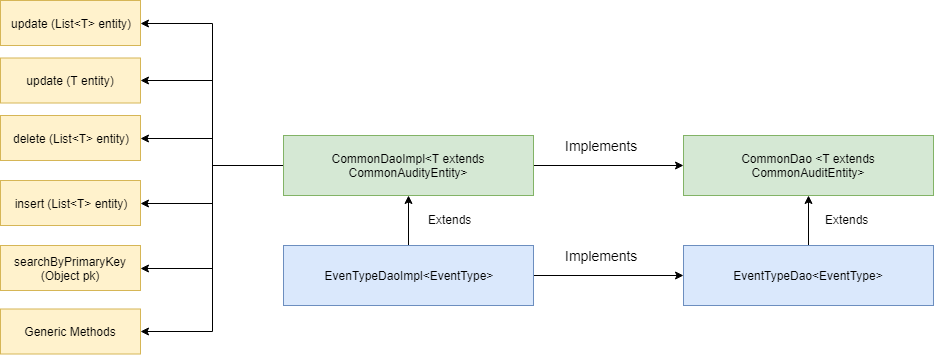 update (List<T> entity)
update (T entity)
delete (List<T> entity)
insert (List<T> entity)
searchByPrimaryKey
(Object pk)
Generic Methods
CommonDaoImpl<T extends
CommonAudityEntity>
Implements
CommonDao <T extends
CommonAuditEntity>
Extends
Extends
EvenTypeDaoImpl<EventType>
Implements
EventTypeDao<EventType>